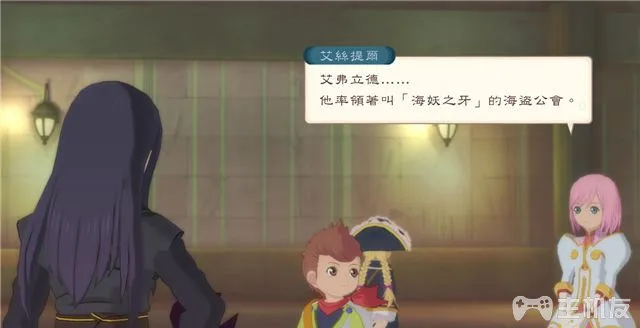 艾絲提爾
艾弗立德……
他率領著叫「海妖之牙」的海盜公會。
主机友